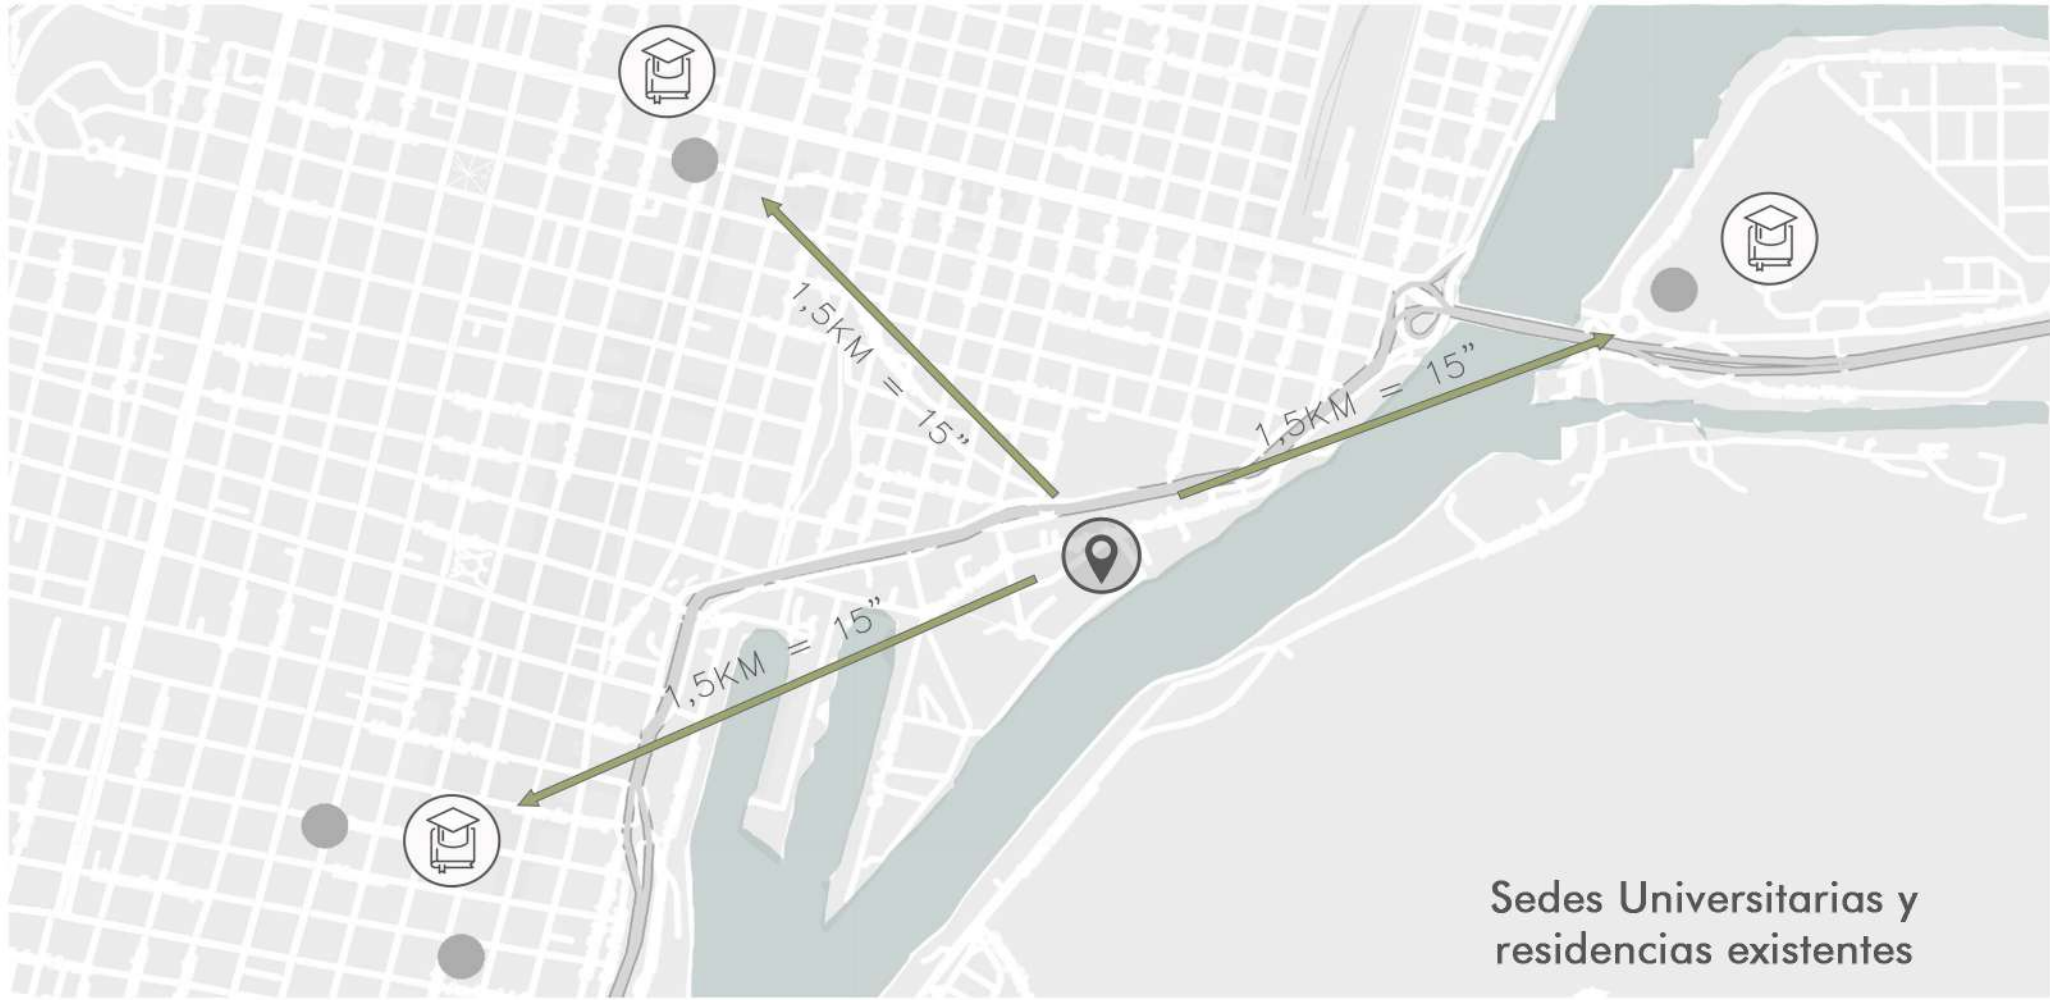 1,5KM = 15”
1,5KM = 15”
1,5KM = 15”
Sedes Universitarias y
residencias existentes